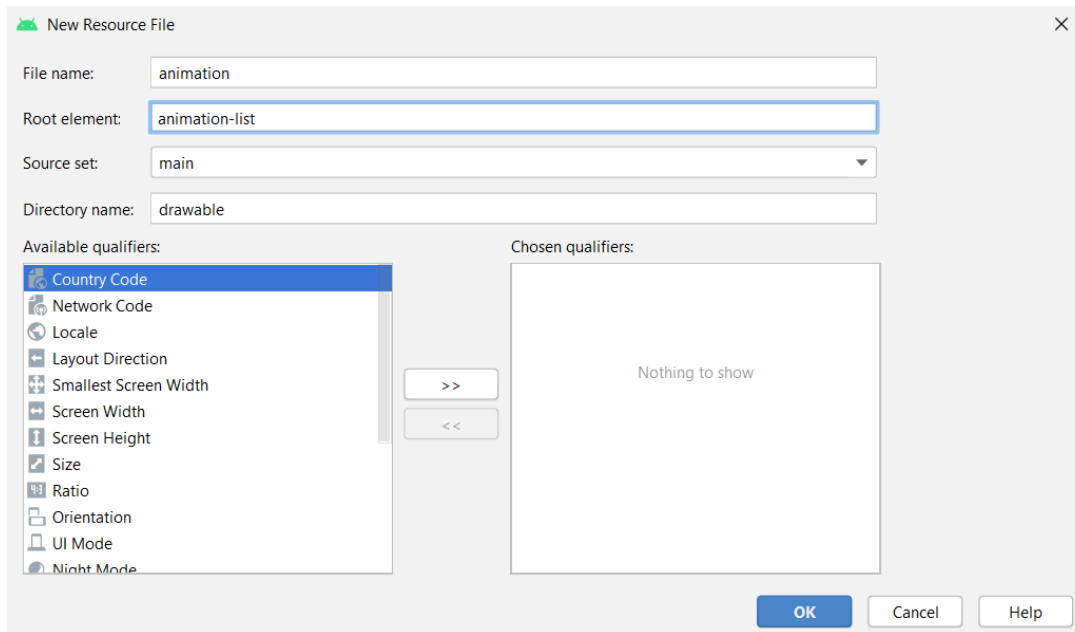 New Resource File
File name: animation
Root element: animation-list
Source set: main
Directory name: drawable
Available qualifiers: Chosen qualifiers:
Country Code
Network Code
Locale
Layout Direction
Smallest Screen Width
Screen Width
Screen Height
Size
Ratio
Orientation
UI Mode
Night Mode
>>
<<
Nothing to show
OK Cancel Help